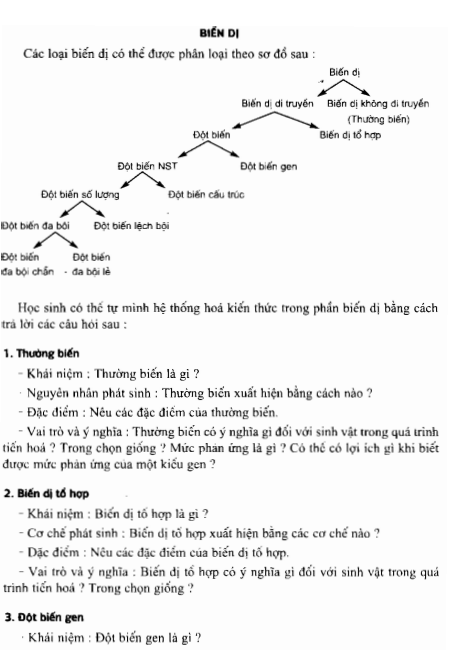 BIẾN DỊ
Các loại biến dị có thể được phân loại theo sơ đồ sau :
Biến dị
Biến dị di truyền
Biến dị không di truyền
(Thường biến)
Đột biến
Biến dị tổ hợp
Đột biến NST
Đột biến gen
Đột biến số lượng
Đột biến cấu trúc
Đột biến đa bội
Đột biến lệch bội
Đột biến
đa bội chẵn
Đột biến
đa bội lẻ
Học sinh có thể tự mình hệ thống hoá kiến thức trong phần biến dị bằng cách
trả lời các câu hỏi sau :
1. Thường biến
- Khái niệm : Thường biến là gì ?
- Nguyên nhân phát sinh : Thường biến xuất hiện bằng cách nào ?
- Đặc điểm : Nêu các đặc điểm của thường biến.
- Vai trò và ý nghĩa : Thường biến có ý nghĩa gì đối với sinh vật trong quá trình
tiến hoá ? Trong chọn giống ? Mức phản ứng là gì ? Có thể có lợi ích gì khi biết
được mức phản ứng của một kiểu gen ?
2. Biến dị tổ hợp
- Khái niệm : Biến dị tổ hợp là gì ?
- Cơ chế phát sinh : Biến dị tổ hợp xuất hiện bằng các cơ chế nào ?
- Đặc điểm : Nêu các đặc điểm của biến dị tổ hợp.
- Vai trò và ý nghĩa : Biến dị tổ hợp có ý nghĩa gì đối với sinh vật trong quá
trình tiến hoá ? Trong chọn giống ?
3. Đột biến gen
- Khái niệm : Đột biến gen là gì ?